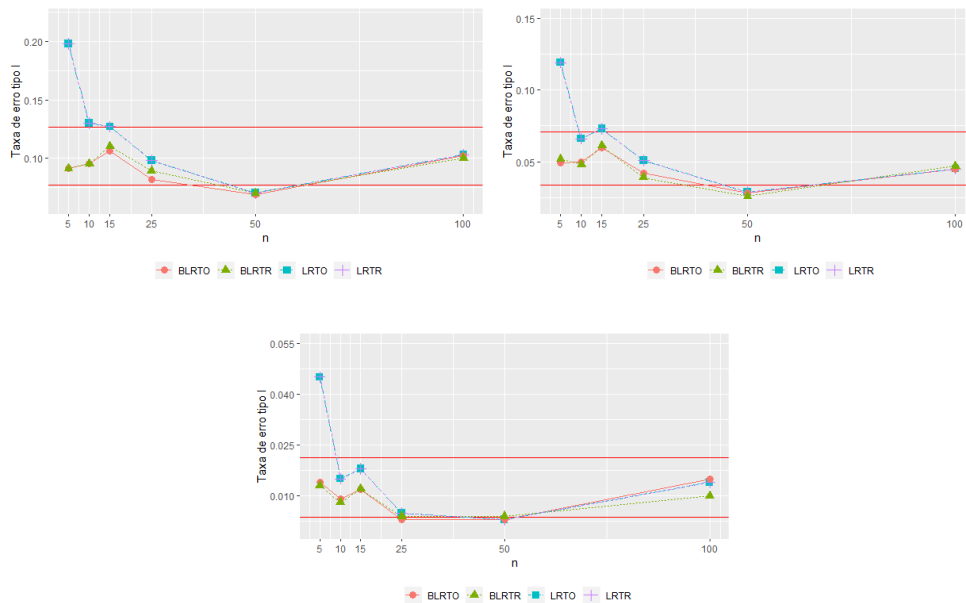 Taxa de erro tipo I
0.20
0.15
0.10
5 10 15 25 50 100
n
BLRTO BLRTR LRTO LRTR
Taxa de erro tipo I
0.15
0.10
0.05
5 10 15 25 50 100
n
BLRTO BLRTR LRTO LRTR
Taxa de erro tipo I
0.055
0.040
0.025
0.010
5 10 15 25 50 100
n
BLRTO BLRTR LRTO LRTR